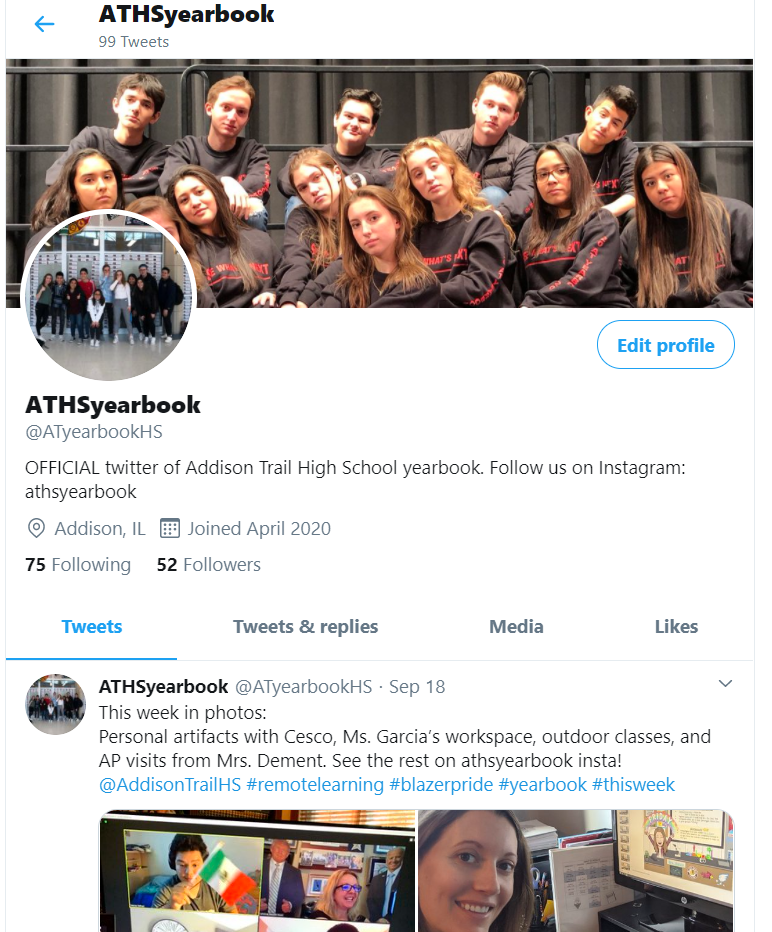 ATHSyearbook
99 Tweets
WHAT'S
Edit profile
ATHSyearbook
@ATyearbookHS
OFFICIAL twitter of Addison Trail High School yearbook. Follow us on Instagram:
athsyearbook
Addison, IL Joined April 2020
75 Following 52 Followers
Tweets Tweets & replies Media Likes
ATHSyearbook @ATyearbookHS · Sep 18
This week in photos:
Personal artifacts with Cesco, Ms. Garcia’s workspace, outdoor classes, and
AP visits from Mrs. Dement. See the rest on athsyearbook insta!
@AddisonTrailHS #remotelearning #blazerpride #yearbook #thisweek